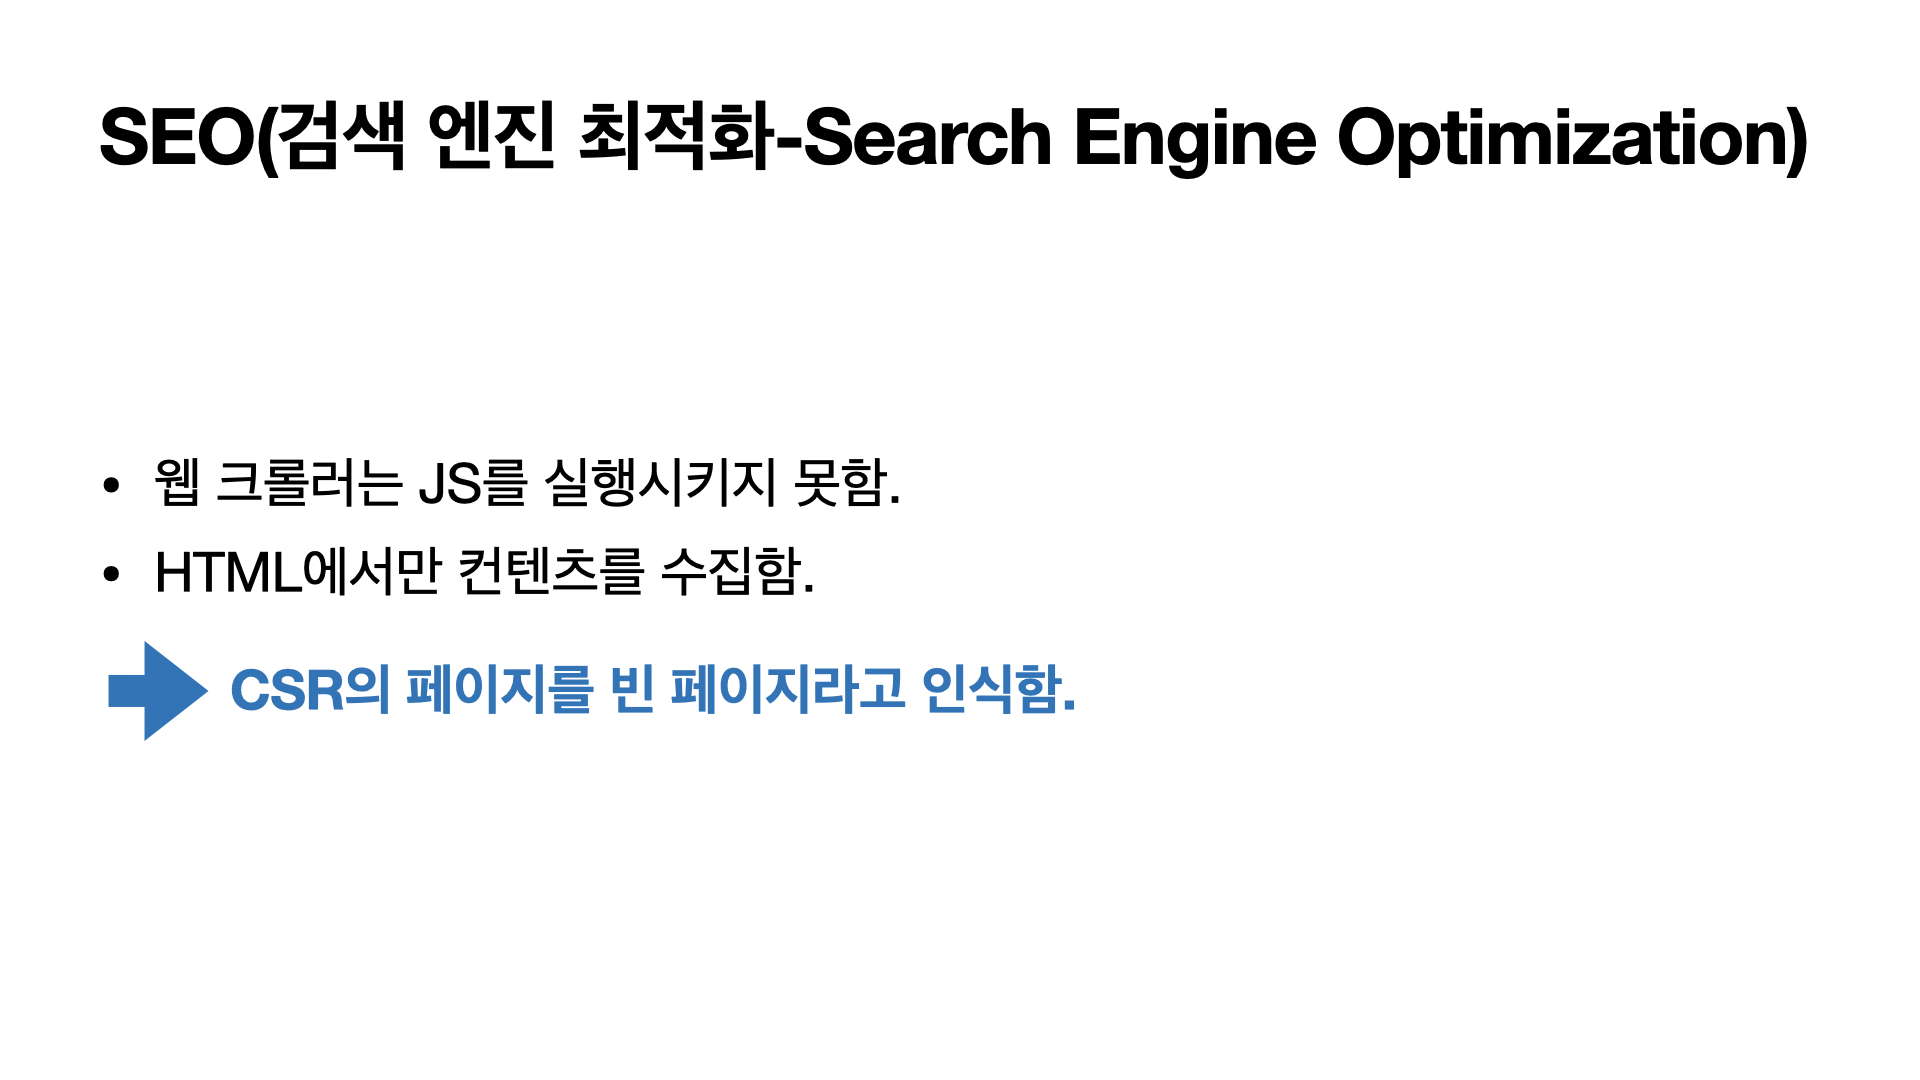 SEO(검색 엔진 최적화-Search Engine Optimization)
• 웹 크롤러는 JS를 실행시키지 못함.
• HTML에서만 컨텐츠를 수집함.
CSR의 페이지를 빈 페이지라고 인식함.